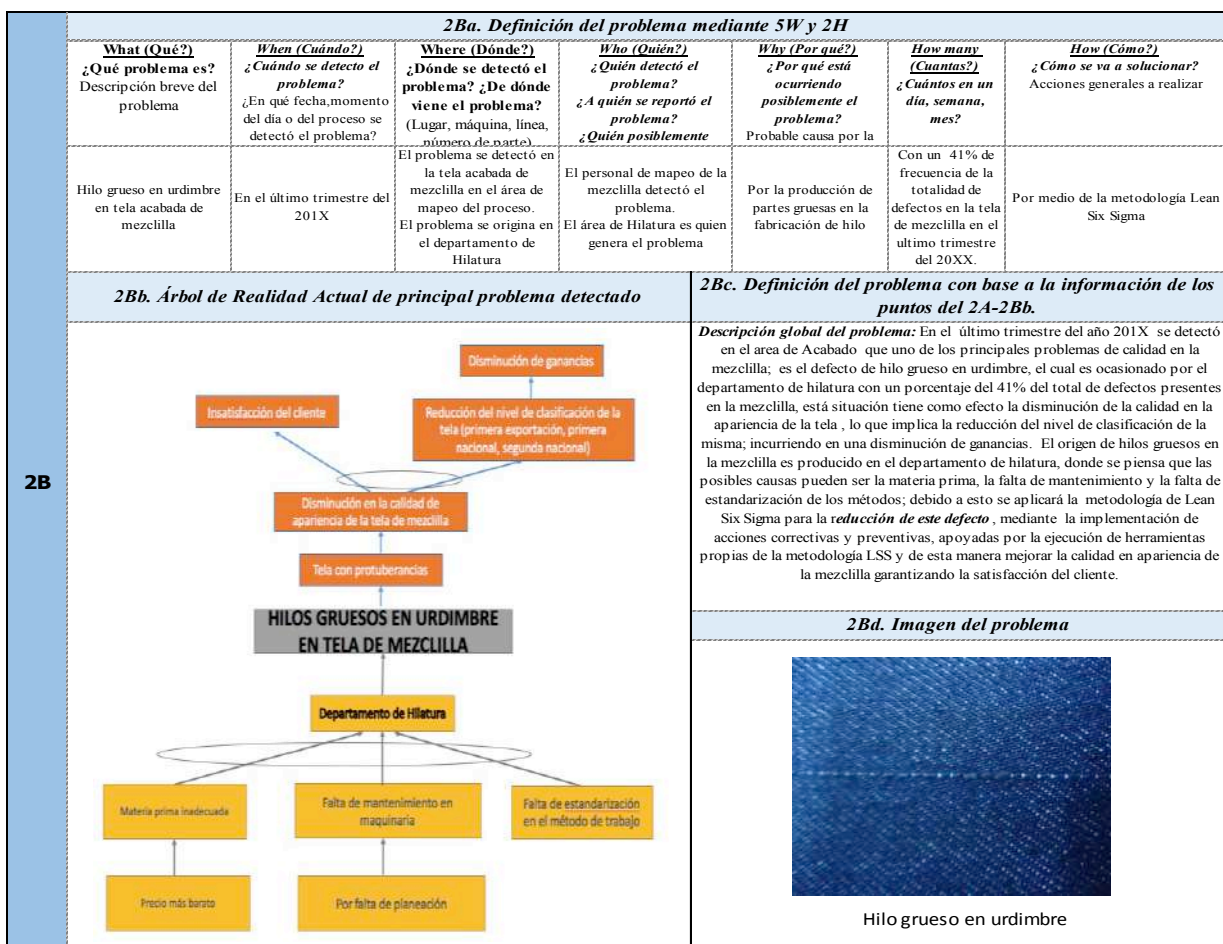 2B
2Ba. Definición del problema mediante 5W y 2H
What (Qué?)
¿Qué problema es?
Descripción breve del
problema
When (Cuándo?)
¿Cuándo se detecto el
problema?
¿En qué fecha,momento
del día o del proceso se
detectó el problema?
Where (Dónde?)
¿Dónde se detectó el
problema? ¿De dónde
viene el problema?
(Lugar, máquina, línea,
número de parte)
Who (Quién?)
¿Quién detectó el
problema?
¿A quién se reportó el
problema?
¿Quién posiblemente
Why (Por qué?)
¿Por qué está
ocurriendo
posiblemente el
problema?
Probable causa por la
How many
(Cuantas?)
¿Cuántos en un
día, semana,
mes?
How (Cómo?)
¿Cómo se va a solucionar?
Acciones generales a realizar
Hilo grueso en urdimbre
en tela acabada de
mezclilla
En el último trimestre del
201X
El problema se detectó en
la tela acabada de
mezclilla en el área de
mapeo del proceso.
El problema se origina en
el departamento de
Hilatura
El personal de mapeo de la
mezclilla detectó el
problema.
El área de Hilatura es quien
genera el problema
Por la producción de
partes gruesas en la
fabricación de hilo
Con un 41% de
frecuencia de la
totalidad de
defectos en la tela
de mezclilla en el
ultimo trimestre
del 20XX.
Por medio de la metodología Lean
Six Sigma
2Bb. Árbol de Realidad Actual de principal problema detectado
Disminución de ganancias
Insatisfacción del cliente
Reducción del nivel de clasificación de la
tela (primera exportación, primera
nacional, segunda nacional)
Disminución en la calidad de
apariencia de la tela de mezclilla
Tela con protuberancias
HILOS GRUESOS EN URDIMBRE
EN TELA DE MEZCLILLA
Departamento de Hilatura
Materia prima inadecuada
Falta de mantenimiento en
maquinaria
Falta de estandarización
en el método de trabajo
Precio más barato
Por falta de planeación
2Bc. Definición del problema con base a la información de los
puntos del 2A-2Bb.
Descripción global del problema: En el último trimestre del año 201X se detectó
en el area de Acabado que uno de los principales problemas de calidad en la
mezclilla; es el defecto de hilo grueso en urdimbre, el cual es ocasionado por el
departamento de hilatura con un porcentaje del 41% del total de defectos presentes
en la mezclilla, está situación tiene como efecto la disminución de la calidad en la
apariencia de la tela , lo que implica la reducción del nivel de clasificación de la
misma; incurriendo en una disminución de ganancias. El origen de hilos gruesos en
la mezclilla es producido en el departamento de hilatura, donde se piensa que las
posibles causas pueden ser la materia prima, la falta de mantenimiento y la falta de
estandarización de los métodos; debido a esto se aplicará la metodología de Lean
Six Sigma para la reducción de este defecto , mediante la implementación de
acciones correctivas y preventivas, apoyadas por la ejecución de herramientas
propias de la metodología LSS y de esta manera mejorar la calidad en apariencia de
la mezclilla garantizando la satisfacción del cliente.
2Bd. Imagen del problema
Hilo grueso en urdimbre